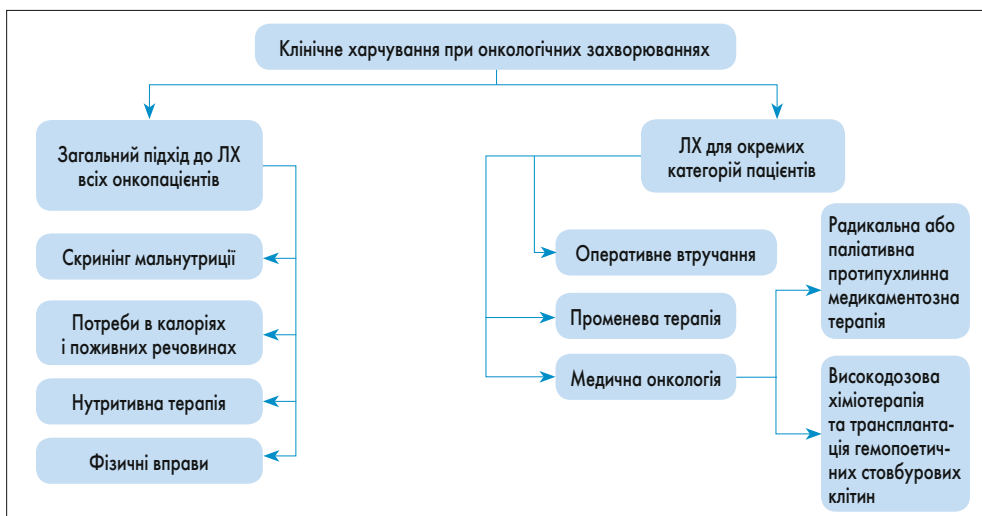 Клінічне харчування при онкологічних захворюваннях
Загальний підхід до ЛХ
всіх онкопацієнтів
Скринінг мальнутриції
Потреби в калоріях
і поживних речовинах
Нутритивна терапія
Фізичні вправи
ЛХ для окремих
категорій пацієнтів
Оперативне втручання
Променева терапія
Медична онкологія
Радикальна або
паліативна
протипухлинна
медикаментозна
терапія
Високодозова
хіміотерапія
та транспланта-
ція гемопоетич-
них стовбурових
клітин